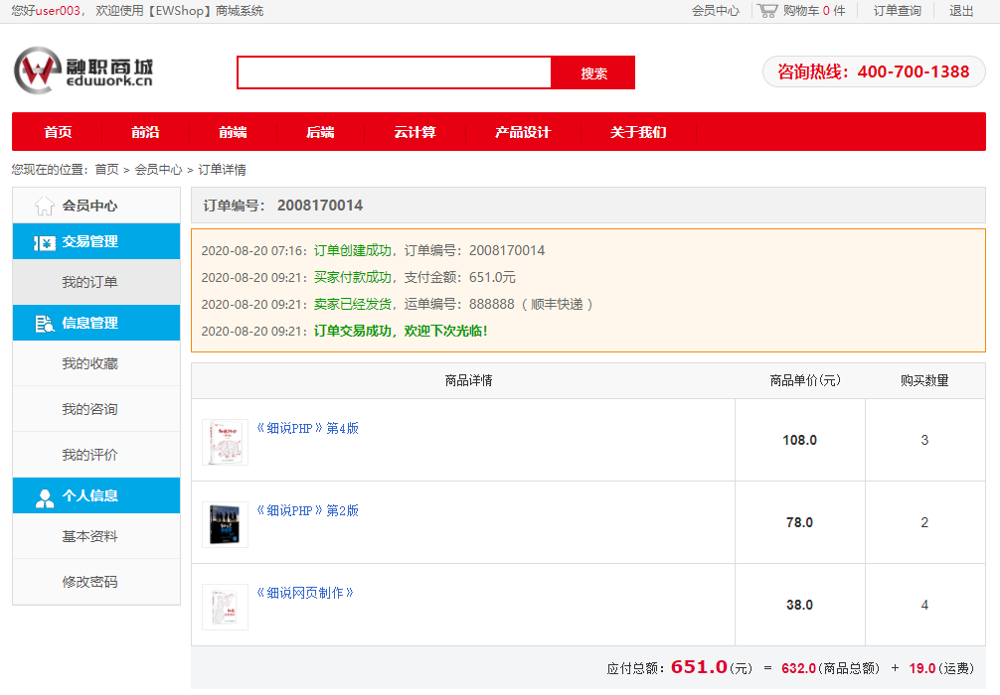 您好user003， 欢迎使用【EWShop】商城系统
会员中心 购物车 0 件 订单查询 退出
融职商城
eduwork.cn
搜索
咨询热线：400-700-1388
首页 前沿 前端 后端 云计算 产品设计 关于我们
您现在的位置：首页 > 会员中心 > 订单详情
会员中心
交易管理
我的订单
信息管理
我的收藏
我的咨询
我的评价
个人信息
基本资料
修改密码
订单编号： 2008170014
2020-08-20 07:16：订单创建成功，订单编号：2008170014
2020-08-20 09:21：买家付款成功，支付金额：651.0元
2020-08-20 09:21：卖家已经发货，运单编号：888888（ 顺丰快递 ）
2020-08-20 09:21：订单交易成功，欢迎下次光临！
商品详情 商品单价(元) 购买数量
《细说PHP》第4版 108.0 3
《细说PHP》第2版 78.0 2
《细说网页制作》 38.0 4
应付总额：651.0(元) = 632.0(商品总额) + 19.0(运费)